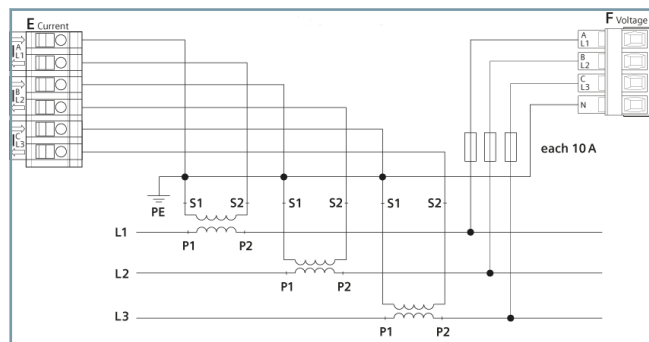 E Current
F Voltage
A
L1
B
L2
C
L3
A
L1
B
L2
C
L3
N
each 10 A
PE
S1 S2 S1 S2 S1 S2
L1
P1 P2
L2
P1 P2
L3
P1 P2